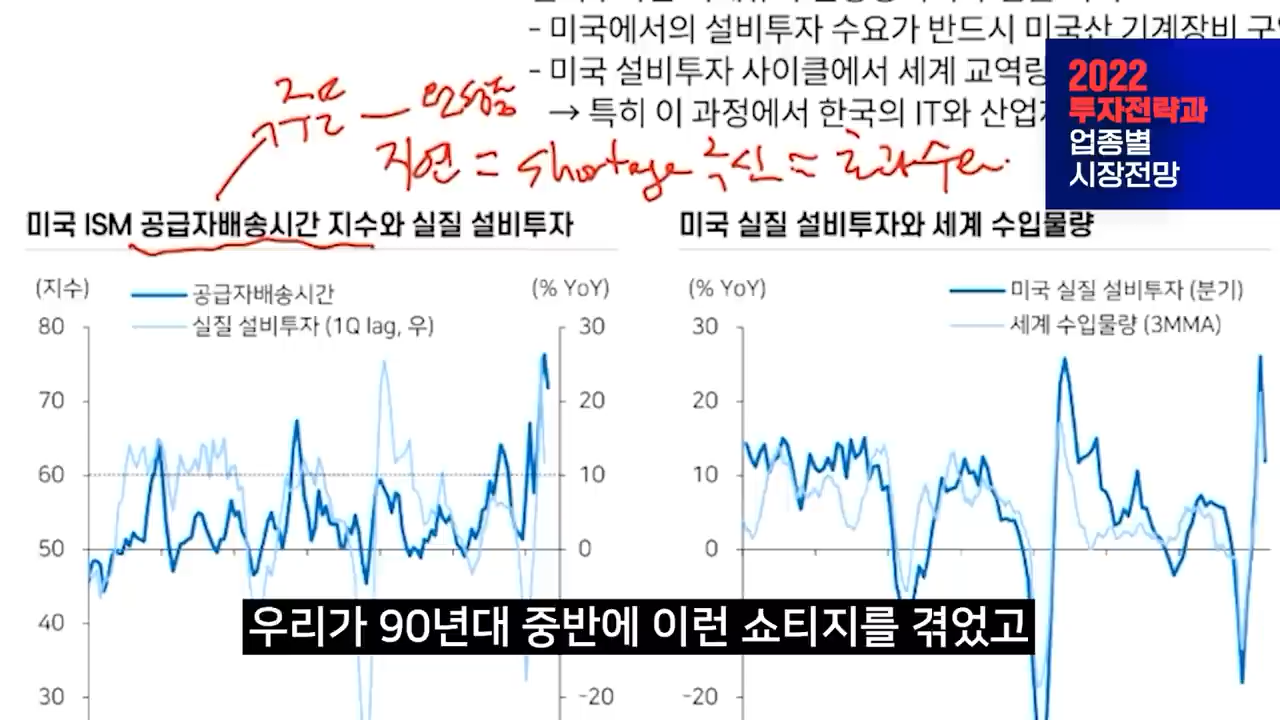 - 미국에서의 설비투자 수요가 반드시 미국산 기계장비 구
- 미국 설비투자 사이클에서 세계 교역량
→ 특히 이 과정에서 한국의 IT와 산업
2022
투자전략과
업종별
시장전망
주문
지연 = shortage = 초과수요
미국 ISM 공급자배송시간 지수와 실질 설비투자
(지수)
(% YoY)
공급자배송시간
실질 설비투자 (1Q lag, 우)
80
70
60
50
40
30
30
20
10
0
-20
미국 실질 설비투자와 세계 수입물량
(% YoY)
미국 실질 설비투자 (분기)
세계 수입물량 (3MMA)
30
20
10
0
-20
우리가 90년대 중반에 이런 쇼티지를 겪었고